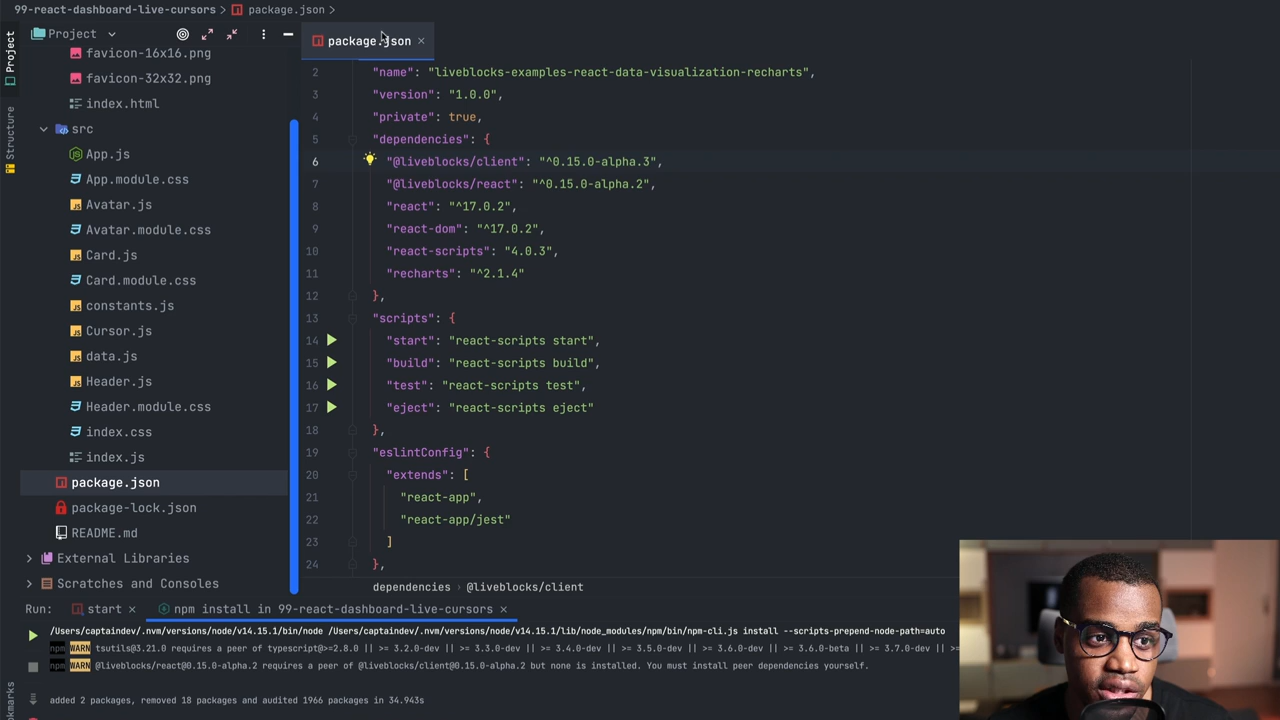 99-react-dashboard-live-cursors > package.json >
Project
package.json ×
Project
Structure
favicon-16x16.png
favicon-32x32.png
index.html
src
App.js
App.module.css
Avatar.js
Avatar.module.css
Card.js
Card.module.css
constants.js
Cursor.js
data.js
Header.js
Header.module.css
index.css
index.js
package.json
package-lock.json
README.md
External Libraries
Scratches and Consoles
2 "name": "liveblocks-examples-react-data-visualization-recharts",
3 "version": "1.0.0",
4 "private": true,
5 "dependencies": {
6 "@liveblocks/client": "^0.15.0-alpha.3",
7 "@liveblocks/react": "^0.15.0-alpha.2",
8 "react": "^17.0.2",
9 "react-dom": "^17.0.2",
10 "react-scripts": "4.0.3",
11 "recharts": "^2.1.4"
12 },
13 "scripts": {
14 "start": "react-scripts start",
15 "build": "react-scripts build",
16 "test": "react-scripts test",
17 "eject": "react-scripts eject"
18 },
19 "eslintConfig": {
20 "extends": [
21 "react-app",
22 "react-app/jest"
23 ]
24 },
dependencies > @liveblocks/client
Run: start × npm install in 99-react-dashboard-live-cursors ×
/Users/captaindev/.nvm/versions/node/v14.15.1/bin/node /Users/captaindev/.nvm/versions/node/v14.15.1/lib/node_modules/npm/bin/npm-cli.js install --scripts-prepend-node-path=auto
npm WARN tsutils@3.21.0 requires a peer of typescript@>=2.8.0 || >= 3.2.0-dev || >= 3.3.0-dev || >= 3.4.0-dev || >= 3.5.0-dev || >= 3.6.0-dev || >= 3.6.0-beta || >= 3.7.0-dev || >=
npm WARN @liveblocks/react@0.15.0-alpha.2 requires a peer of @liveblocks/client@0.15.0-alpha.2 but none is installed. You must install peer dependencies yourself.
added 2 packages, removed 18 packages and audited 1966 packages in 34.943s